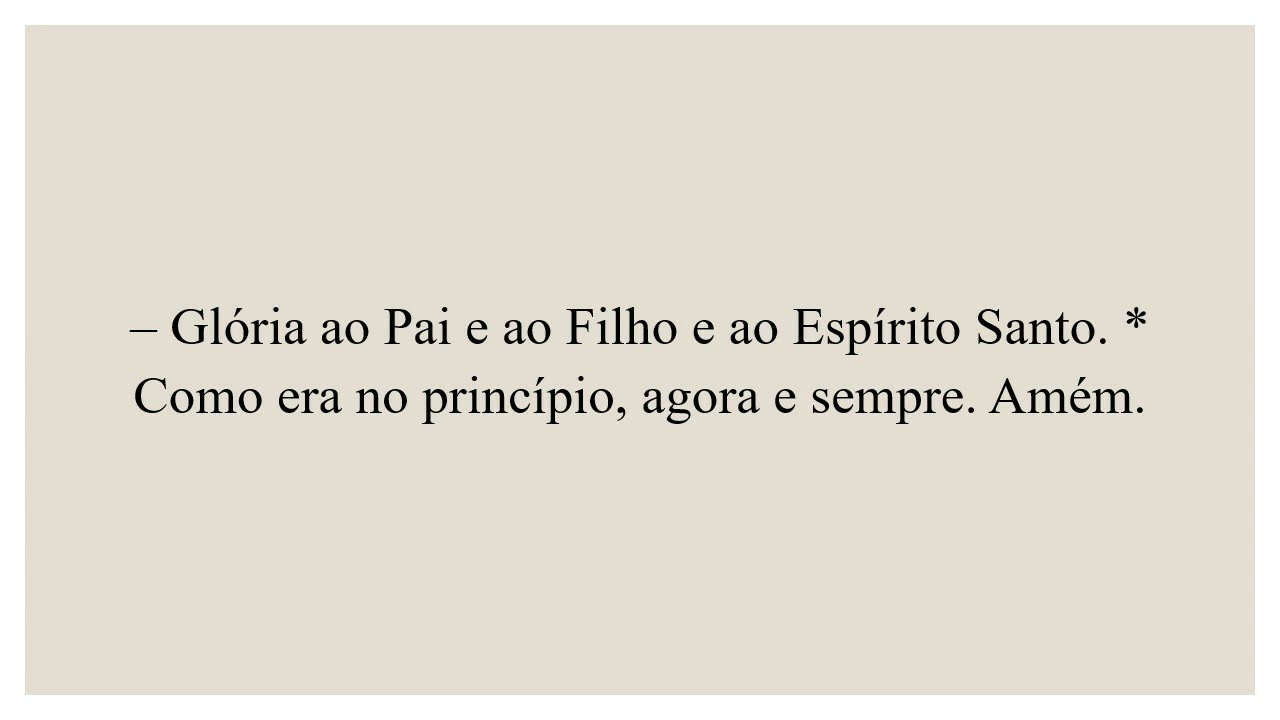 – Glória ao Pai e ao Filho e ao Espírito Santo. *
Como era no princípio, agora e sempre. Amém.